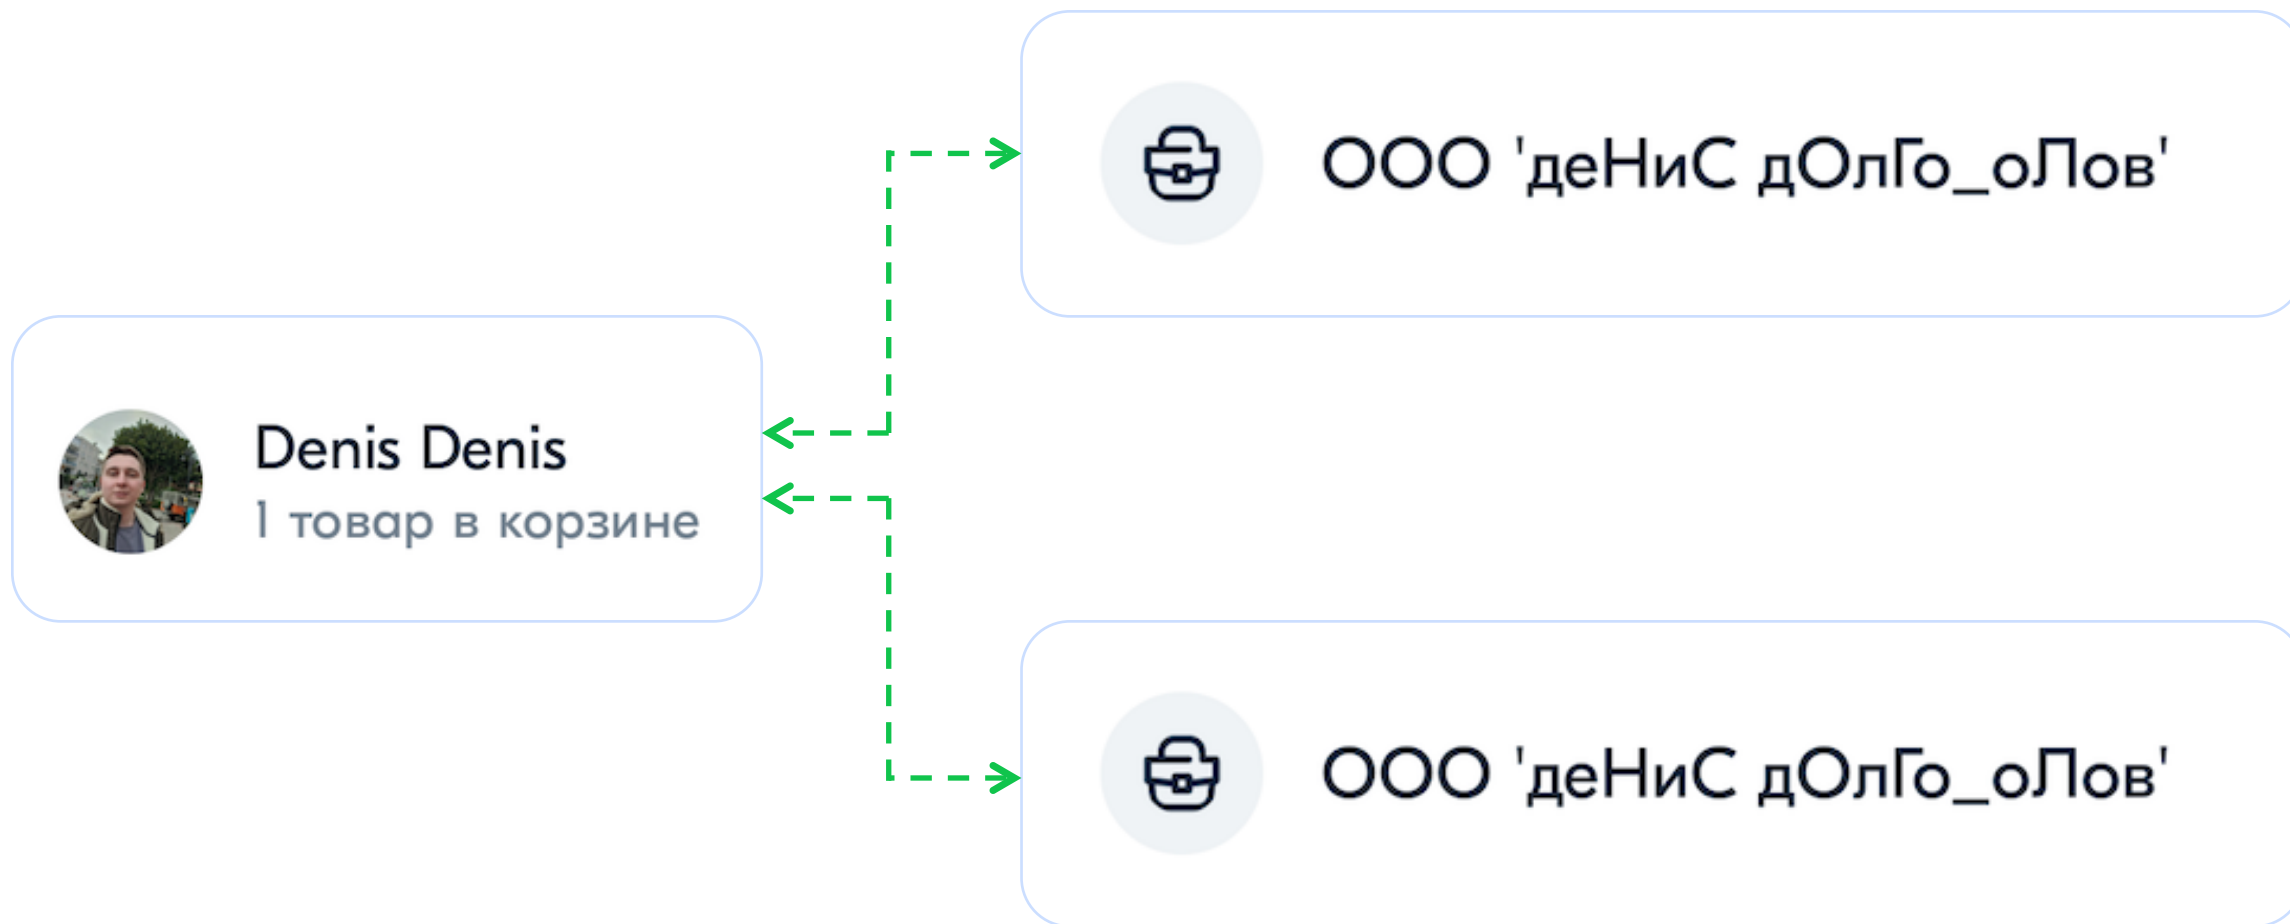 ООО 'деНиС дОлГо_оЛов'
Denis Denis
1 товар в корзине
ООО 'деНиС дОлГо_оЛов'